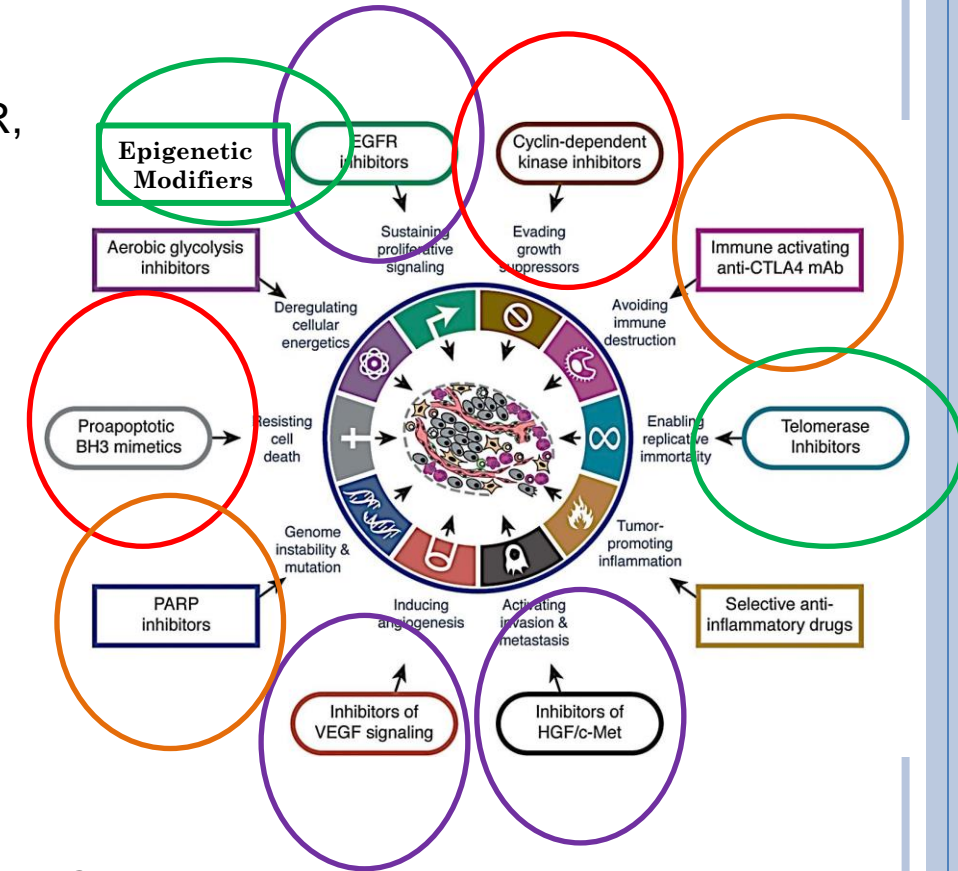 R,
Epigenetic
Modifiers
EGFR
inhibitors
Cyclin-dependent
kinase inhibitors
Sustaining
proliferative
signaling
Evading
growth
suppressors
Aerobic glycolysis
inhibitors
Immune activating
anti-CTLA4 mAb
Deregulating
cellular
energetics
Avoiding
immune
destruction
Proapoptotic
BH3 mimetics
Resisting
cell
death
Enabling
replicative
immortality
Telomerase
Inhibitors
Genome
instability &
mutation
Tumor-
promoting
inflammation
PARP
inhibitors
Inducing
angiogenesis
Activating
invasion &
metastasis
Selective anti-
inflammatory drugs
Inhibitors of
VEGF signaling
Inhibitors of
HGF/c-Met